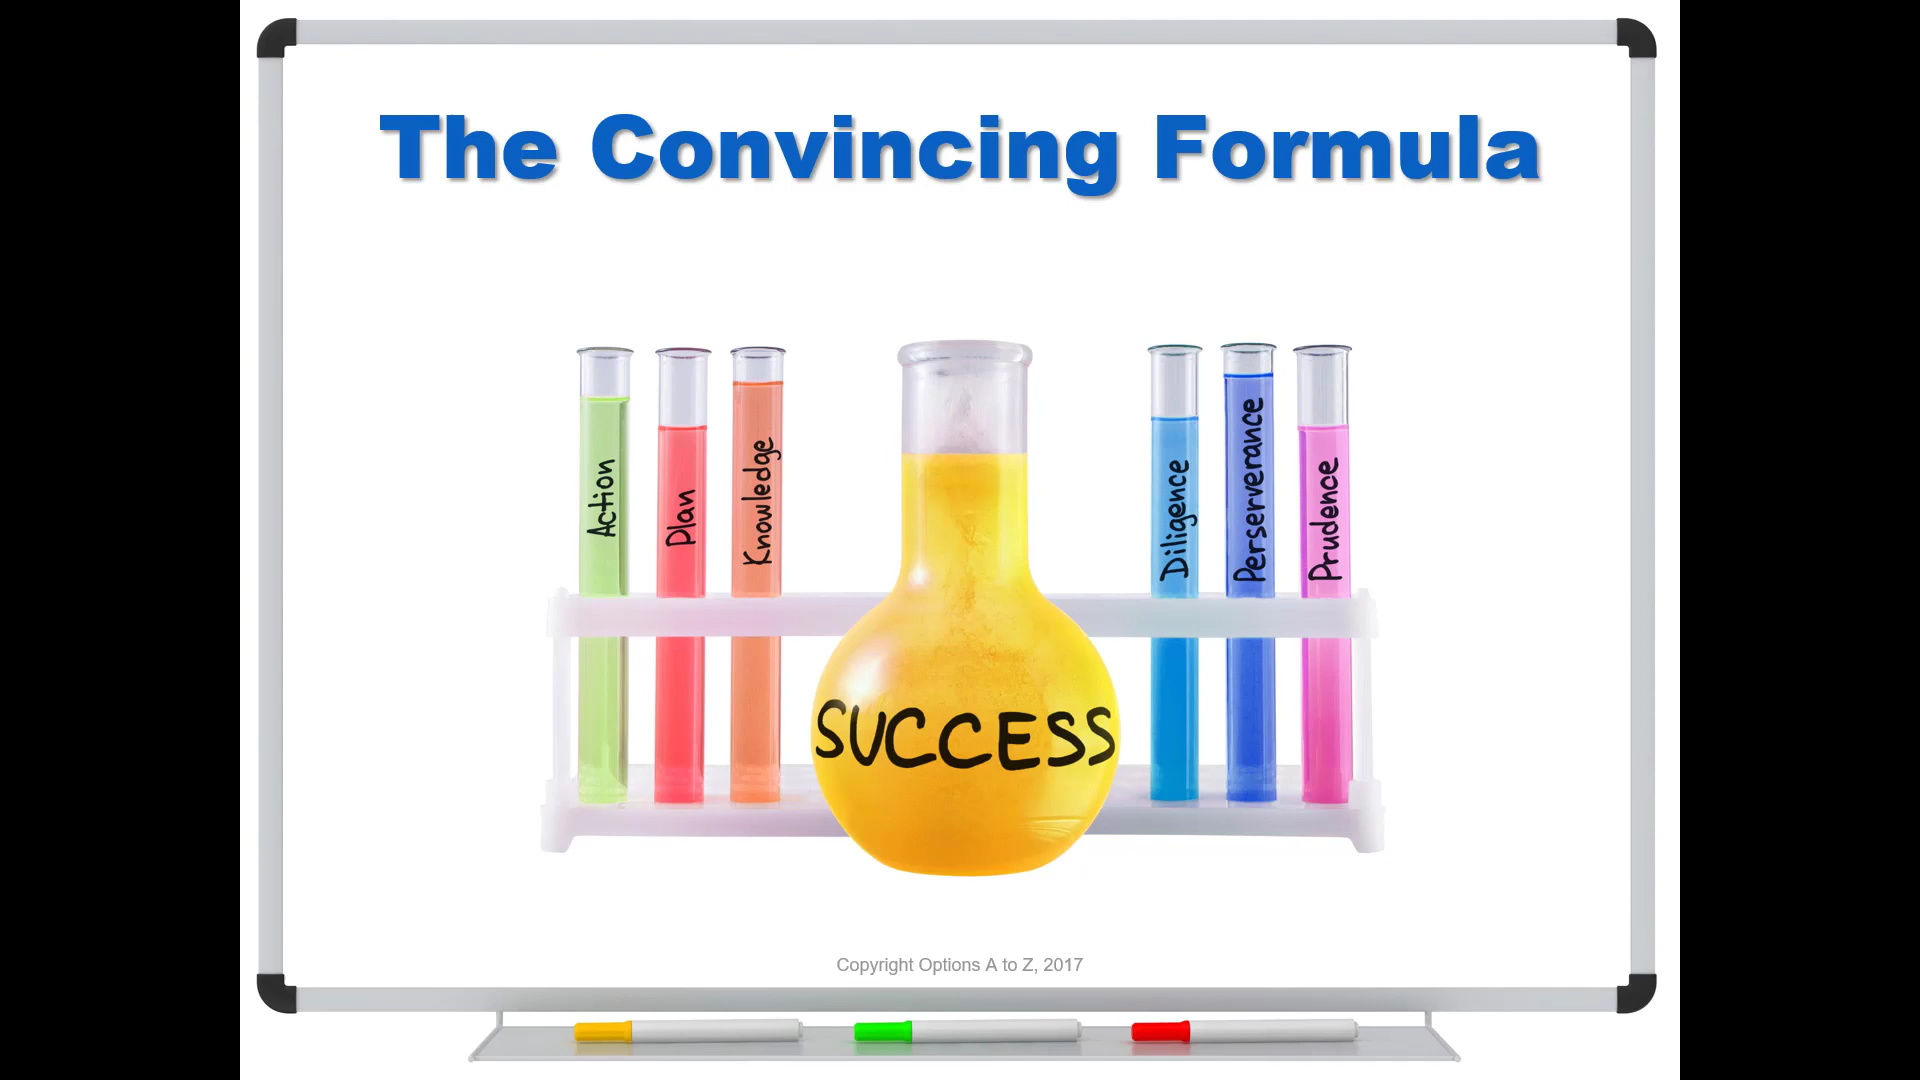 The Convincing Formula
Action
Plan
Knowledge
SUCCESS
Diligence
Perserverance
Prudence
Copyright Options A to Z, 2017